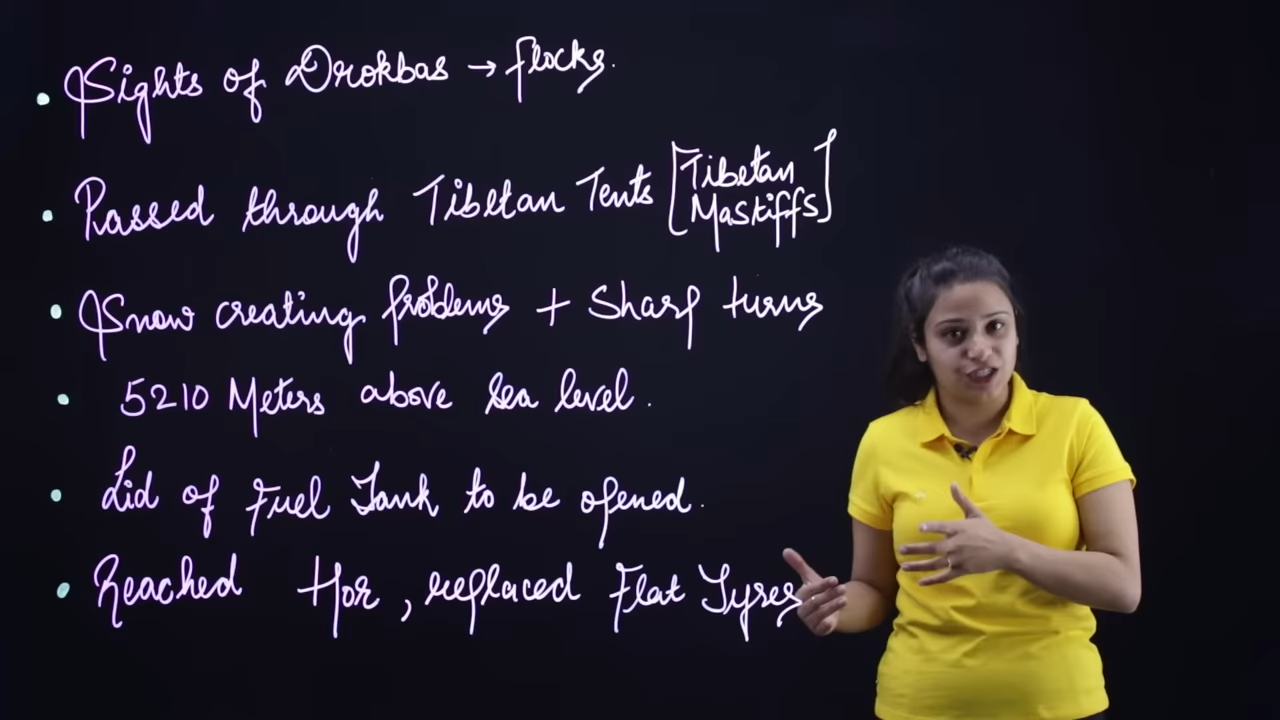 • Sights of Drokbas → flocks.
• Passed through Tibetan Tents [Tibetan Mastiffs]
• Snow creating problems + Sharp turns
• 5210 Meters above sea level.
• Lid of Fuel Tank to be opened.
• Reached Hor, replaced Flat Tyres